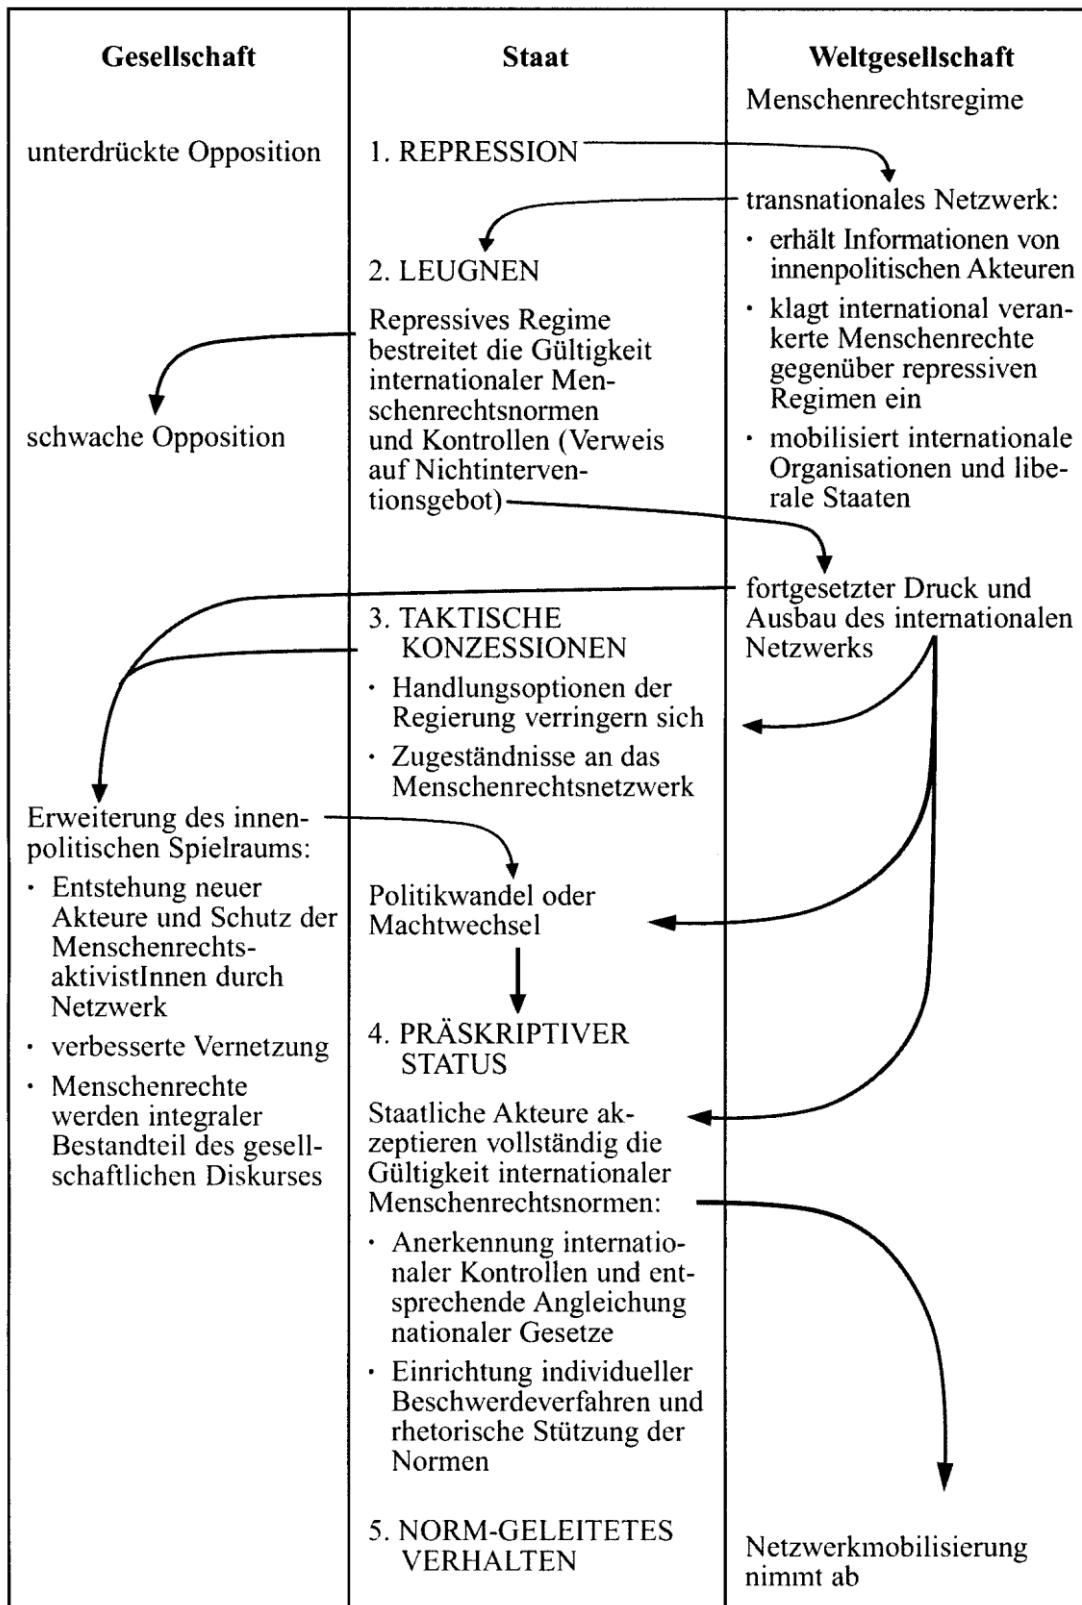 Gesellschaft
unterdrückte Opposition
schwache Opposition
Erweiterung des innen-
politischen Spielraums:
· Entstehung neuer
Akteure und Schutz der
Menschenrechts-
aktivistInnen durch
Netzwerk
· verbesserte Vernetzung
· Menschenrechte
werden integraler
Bestandteil des gesell-
schaftlichen Diskurses
Staat
1. REPRESSION
2. LEUGNEN
Repressives Regime
bestreitet die Gültigkeit
internationaler Men-
schenrechtsnormen
und Kontrollen (Verweis
auf Nichtinterven-
tionsgebot)
3. TAKTISCHE
KONZESSIONEN
· Handlungsoptionen der
Regierung verringern sich
· Zugeständnisse an das
Menschenrechtsnetzwerk
Politikwandel oder
Machtwechsel
4. PRÄSKRIPTIVER
STATUS
Staatliche Akteure ak-
zeptieren vollständig die
Gültigkeit internationaler
Menschenrechtsnormen:
· Anerkennung internatio-
naler Kontrollen und ent-
sprechende Angleichung
nationaler Gesetze
· Einrichtung individueller
Beschwerdeverfahren und
rhetorische Stützung der
Normen
5. NORM-GELEITETES
VERHALTEN
Weltgesellschaft
Menschenrechtsregime
transnationales Netzwerk:
· erhält Informationen von
innenpolitischen Akteuren
· klagt international veran-
kerte Menschenrechte
gegenüber repressiven
Regimen ein
· mobilisiert internationale
Organisationen und libe-
rale Staaten
fortgesetzter Druck und
Ausbau des internationalen
Netzwerks
Netzwerkmobilisierung
nimmt ab